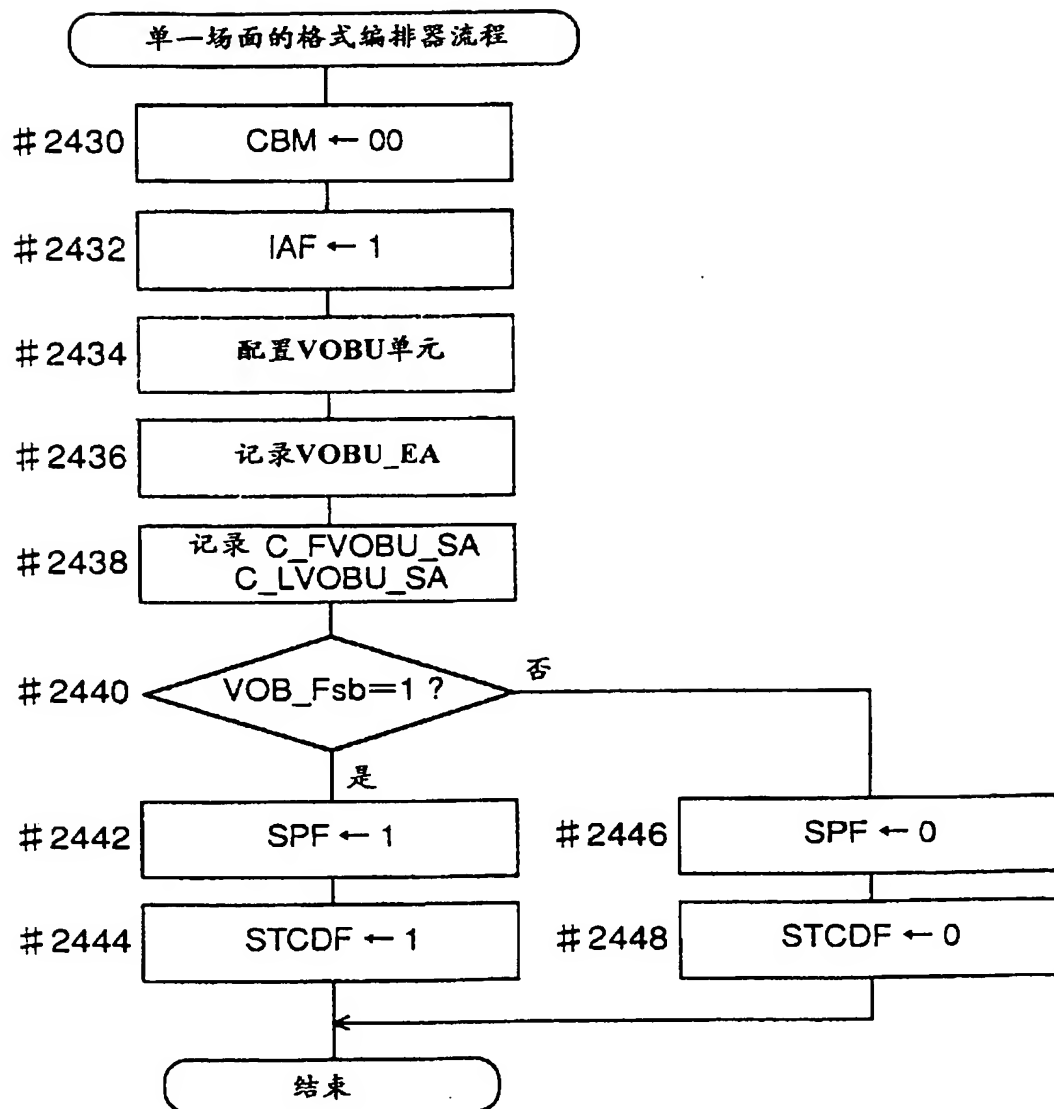 单一场面的格式编排器流程
#2430
CBM ← 00
#2432
IAF ← 1
#2434
配置VOBU单元
#2436
记录VOBU_EA
#2438
记录 C_FVOBU_SA
C_LVOBU_SA
#2440
VOB_Fsb=1 ?
否
是
#2442
SPF ← 1
#2446
SPF ← 0
#2444
STCDF ← 1
#2448
STCDF ← 0
结束